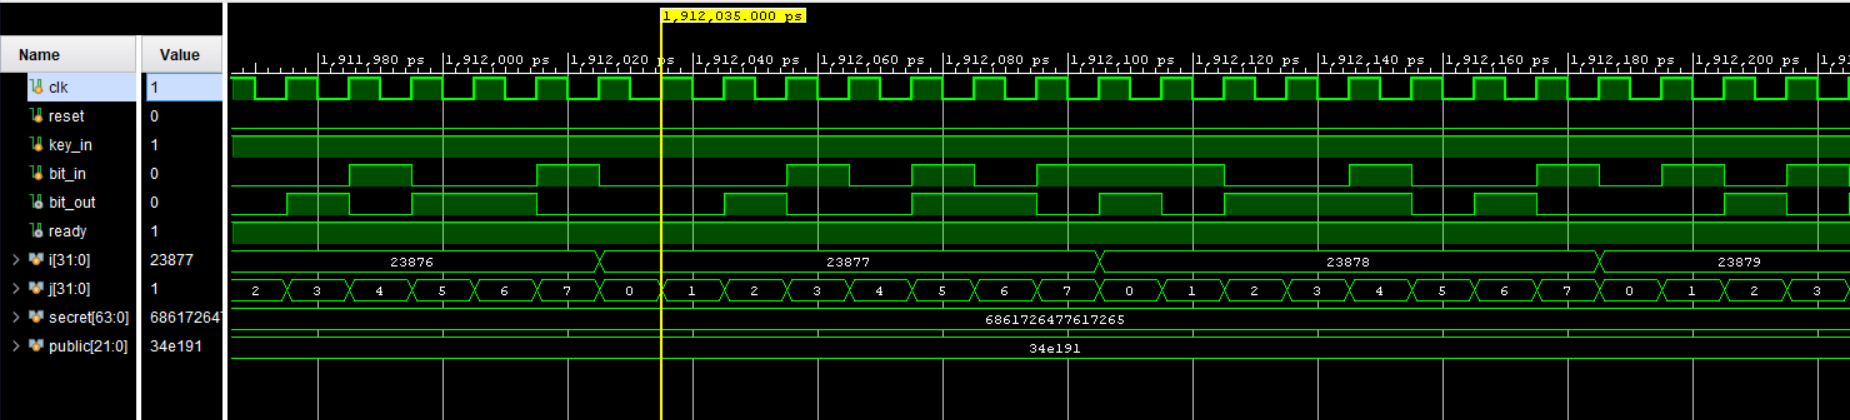 1,912,035.000 ps
Name Value
1,911,980 ps 1,912,000 ps 1,912,020 ps 1,912,040 ps 1,912,060 ps 1,912,080 ps 1,912,100 ps 1,912,120 ps 1,912,140 ps 1,912,160 ps 1,912,180 ps 1,912,200 ps 1,91
clk 1
reset 0
key_in 1
bit_in 0
bit_out 0
ready 1
i[31:0] 23877 23876 23877 23878 23879
j[31:0] 1 2 3 4 5 6 7 0 1 2 3 4 5 6 7 0 1 2 3 4 5 6 7 0 1 2 3
secret[63:0] 686172647 6861726477617265
public[21:0] 34e191 34e191